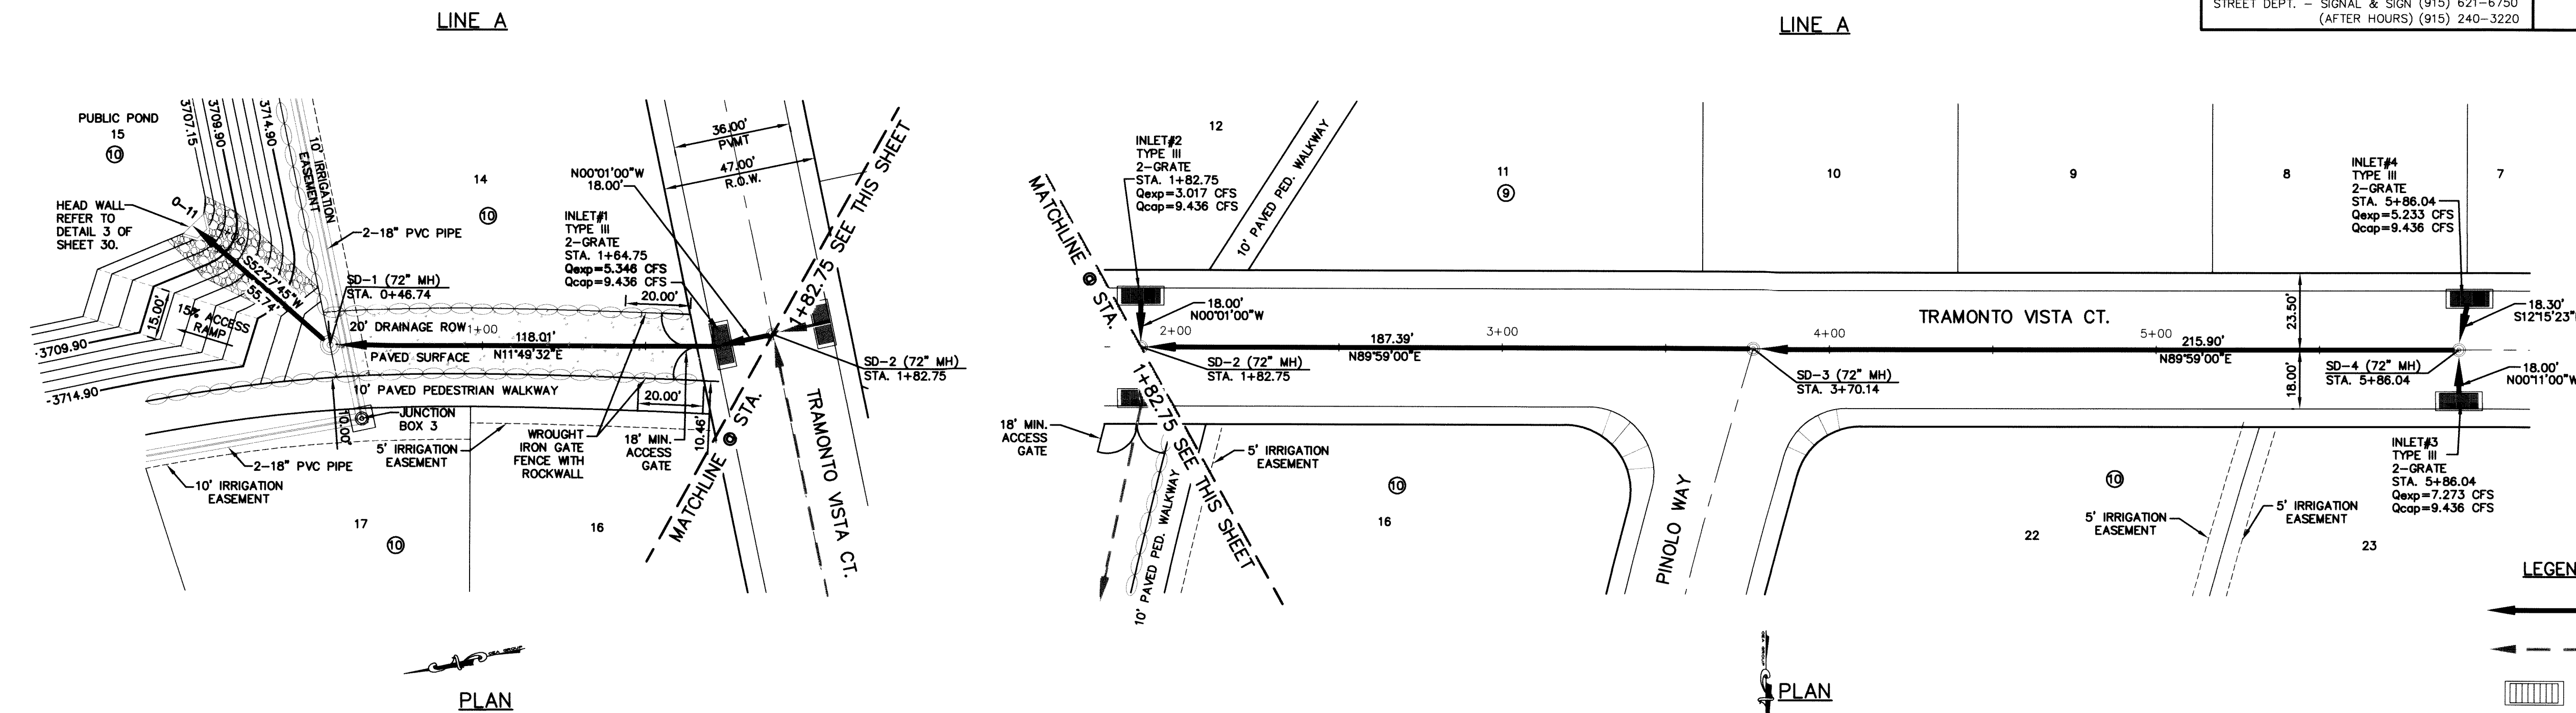 LINE A
LINE A
STREET DEPT. – SIGNAL & SIGN (915) 621–6750
(AFTER HOURS) (915) 240–3220
PUBLIC POND
15
10
3707.15
3709.90
3714.90
10' IRRIGATION
EASEMENT
14
10
HEAD WALL
REFER TO
DETAIL 3 OF
SHEET 30.
0-11
S52°27'45"W
55.74'
2-18" PVC PIPE
SD-1 (72" MH)
STA. 0+46.74
15.00'
15% ACCESS
RAMP
3709.90
3714.90
20' DRAINAGE ROW
1+00
118.01'
N11°49'32"E
PAVED SURFACE
10' PAVED PEDESTRIAN WALKWAY
10.00'
JUNCTION
BOX 3
2-18" PVC PIPE
10' IRRIGATION
EASEMENT
5' IRRIGATION
EASEMENT
WROUGHT
IRON GATE
FENCE WITH
ROCKWALL
18' MIN.
ACCESS
GATE
20.00'
20.00'
10.46'
N00°01'00"W
18.00'
INLET#1
TYPE III
2-GRATE
STA. 1+64.75
Qexp=5.346 CFS
Qcap=9.436 CFS
36.00'
PVMT
47.00'
R.O.W.
MATCHLINE @ STA.
1+82.75 SEE THIS SHEET
SD-2 (72" MH)
STA. 1+82.75
TRAMONTO VISTA CT.
17
10
16
PLAN
MATCHLINE @ STA.
1+82.75 SEE THIS SHEET
12
INLET#2
TYPE III
2-GRATE
STA. 1+82.75
Qexp=3.017 CFS
Qcap=9.436 CFS
10' PAVED PED. WALKWAY
11
9
10
9
8
7
18.00'
N00°01'00"W
2+00
187.39'
N89°59'00"E
3+00
SD-2 (72" MH)
STA. 1+82.75
4+00
TRAMONTO VISTA CT.
5+00
215.90'
N89°59'00"E
SD-3 (72" MH)
STA. 3+70.14
SD-4 (72" MH)
STA. 5+86.04
23.50'
18.00'
INLET#4
TYPE III
2-GRATE
STA. 5+86.04
Qexp=5.233 CFS
Qcap=9.436 CFS
18.30'
S12°15'23"
18.00'
N00°11'00"W
INLET#3
TYPE III
2-GRATE
STA. 5+86.04
Qexp=7.273 CFS
Qcap=9.436 CFS
18' MIN.
ACCESS
GATE
5' IRRIGATION
EASEMENT
10' PAVED PED. WALKWAY
10
16
PINOLO WAY
10
22
5' IRRIGATION
EASEMENT
5' IRRIGATION
EASEMENT
23
PLAN